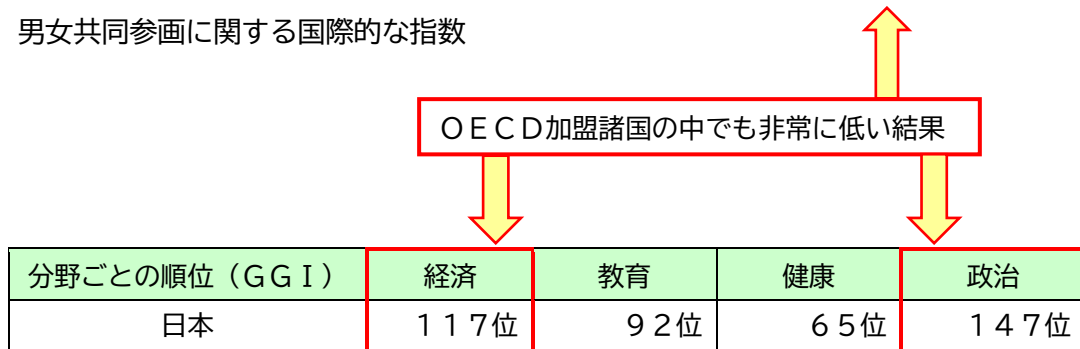 男女共同参画に関する国際的な指数
ＯＥＣＤ加盟諸国の中でも非常に低い結果
分野ごとの順位（ＧＧＩ） 経済 教育 健康 政治
日本 １１７位 ９２位 ６５位 １４７位